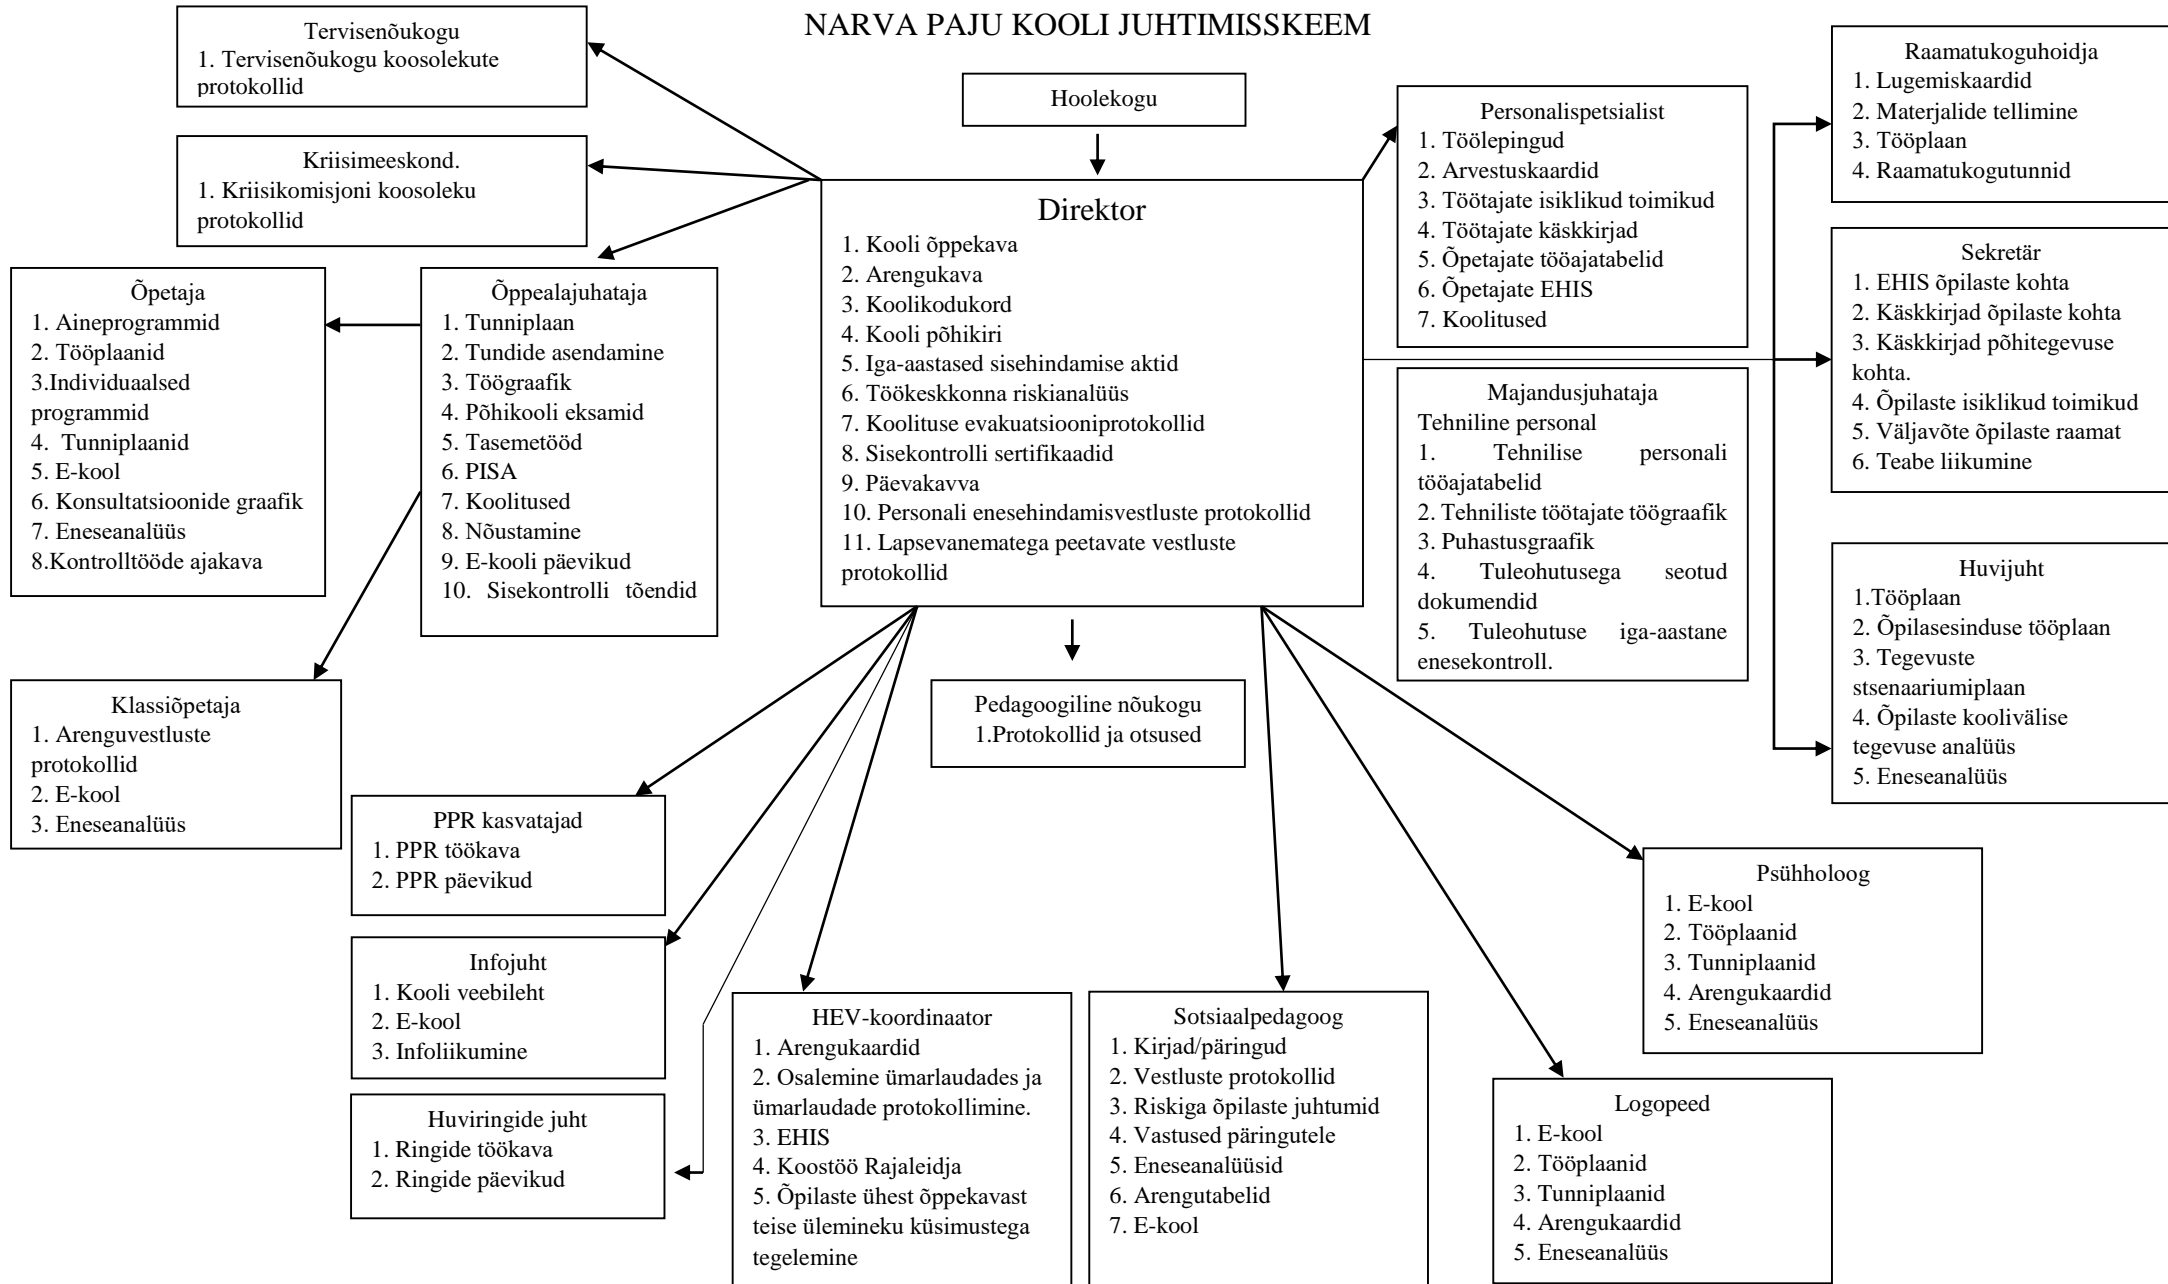 NARVA PAJU KOOLI JUHTIMISSKEEM
Tervisenõukogu
1. Tervisenõukogu koosolekute
protokollid
Hoolekogu
Kriisimeeskond.
1. Kriisikomisjoni koosoleku
protokollid
Direktor
1. Kooli õppekava
2. Arengukava
3. Koolikodukord
4. Kooli põhikiri
5. Iga-aastased sisehindamise aktid
6. Töökeskkonna riskianalüüs
7. Koolituse evakuatsiooniprotokollid
8. Sisekontrolli sertifikaadid
9. Päevakavva
10. Personali enesehindamisvestluste protokollid
11. Lapsevanematega peetavate vestluste
protokollid
Personalispetsialist
1. Töölepingud
2. Arvestuskaardid
3. Töötajate isiklikud toimikud
4. Töötajate käskkirjad
5. Õpetajate tööajatabelid
6. Õpetajate EHIS
7. Koolitused
Raamatukoguhoidja
1. Lugemiskaardid
2. Materjalide tellimine
3. Tööplaan
4. Raamatukogutunnid
Sekretär
1. EHIS õpilaste kohta
2. Käskkirjad õpilaste kohta
3. Käskkirjad põhitegevuse
kohta.
4. Õpilaste isiklikud toimikud
5. Väljavõte õpilaste raamat
6. Teabe liikumine
Õpetaja
1. Aineprogrammid
2. Tööplaanid
3.Individuaalsed
programmid
4. Tunniplaanid
5. E-kool
6. Konsultatsioonide graafik
7. Eneseanalüüs
8.Kontrolltööde ajakava
Õppealajuhataja
1. Tunniplaan
2. Tundide asendamine
3. Töögraafik
4. Põhikooli eksamid
5. Tasemetööd
6. PISA
7. Koolitused
8. Nõustamine
9. E-kooli päevikud
10. Sisekontrolli tõendid
Majandusjuhataja
Tehniline personal
1. Tehnilise personali
tööajatabelid
2. Tehniliste töötajate töögraafik
3. Puhastusgraafik
4. Tuleohutusega seotud
dokumendid
5. Tuleohutuse iga-aastane
enesekontroll.
Huvijuht
1.Tööplaan
2. Õpilasesinduse tööplaan
3. Tegevuste
stsenaariumiplaan
4. Õpilaste koolivälise
tegevuse analüüs
5. Eneseanalüüs
Klassiõpetaja
1. Arenguvestluste
protokollid
2. E-kool
3. Eneseanalüüs
Pedagoogiline nõukogu
1.Protokollid ja otsused
PPR kasvatajad
1. PPR töökava
2. PPR päevikud
Infojuht
1. Kooli veebileht
2. E-kool
3. Infoliikumine
Huviringide juht
1. Ringide töökava
2. Ringide päevikud
HEV-koordinaator
1. Arengukaardid
2. Osalemine ümarlaudades ja
ümarlaudade protokollimine.
3. EHIS
4. Koostöö Rajaleidja
5. Õpilaste ühest õppekavast
teise ülemineku küsimustega
tegelemine
Sotsiaalpedagoog
1. Kirjad/päringud
2. Vestluste protokollid
3. Riskiga õpilaste juhtumid
4. Vastused päringutele
5. Eneseanalüüsid
6. Arengutabelid
7. E-kool
Psühholoog
1. E-kool
2. Tööplaanid
3. Tunniplaanid
4. Arengukaardid
5. Eneseanalüüs
Logopeed
1. E-kool
2. Tööplaanid
3. Tunniplaanid
4. Arengukaardid
5. Eneseanalüüs